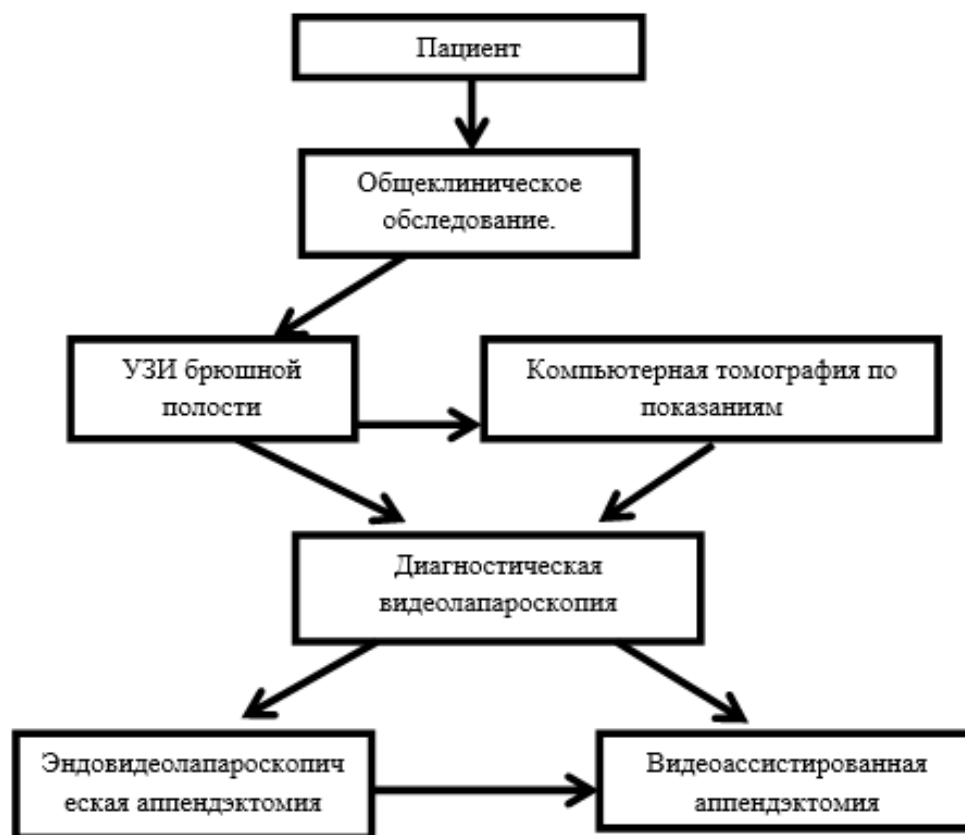 Пациент
Общеклиническое
обследование.
УЗИ брюшной
полости
Компьютерная томография по
показаниям
Диагностическая
видеолапароскопия
Эндовидеолапароскопич
еская аппендэктомия
Видеоассистированная
аппендэктомия